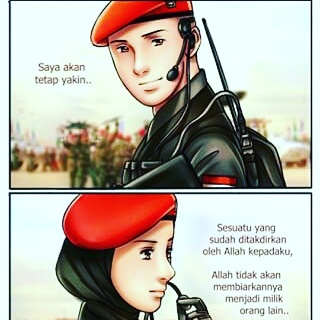 Saya akan
tetap yakin..
Sesuatu yang
sudah ditakdirkan
oleh Allah kepadaku,
Allah tidak akan
membiarkannya
menjadi milik
orang lain..